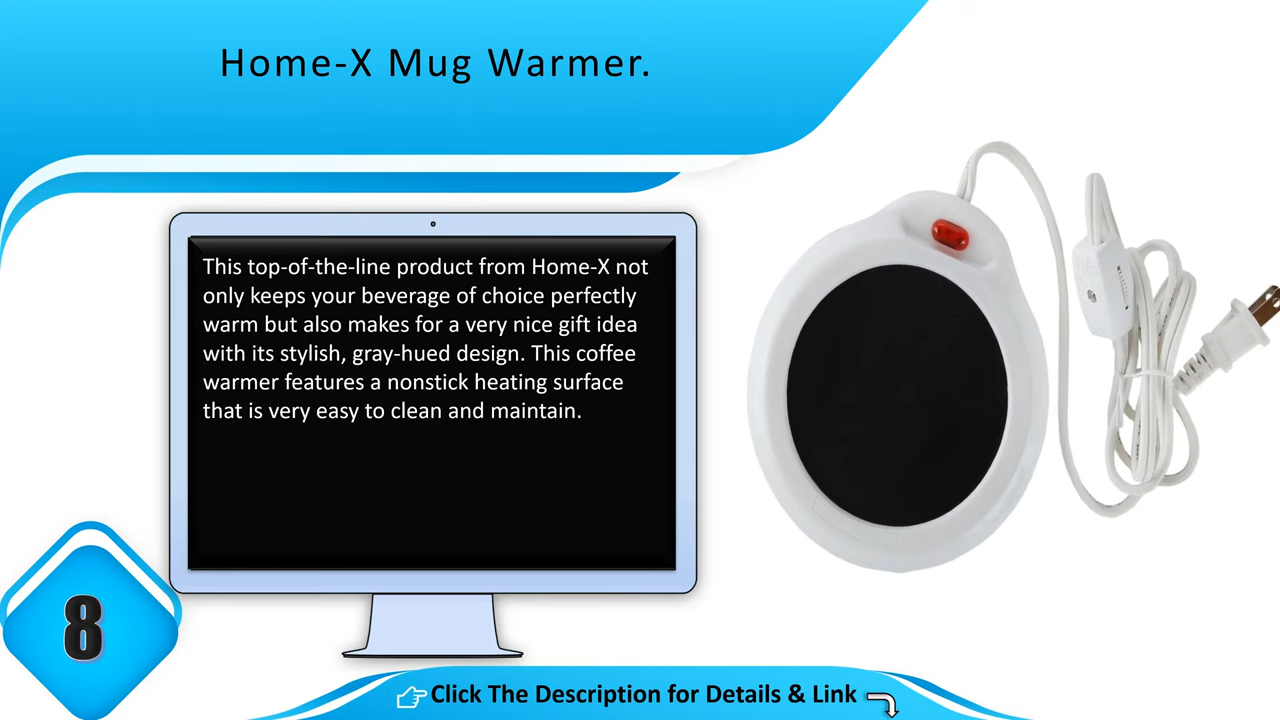 Home-X Mug Warmer.
This top-of-the-line product from Home-X not
only keeps your beverage of choice perfectly
warm but also makes for a very nice gift idea
with its stylish, gray-hued design. This coffee
warmer features a nonstick heating surface
that is very easy to clean and maintain.
8
Click The Description for Details & Link